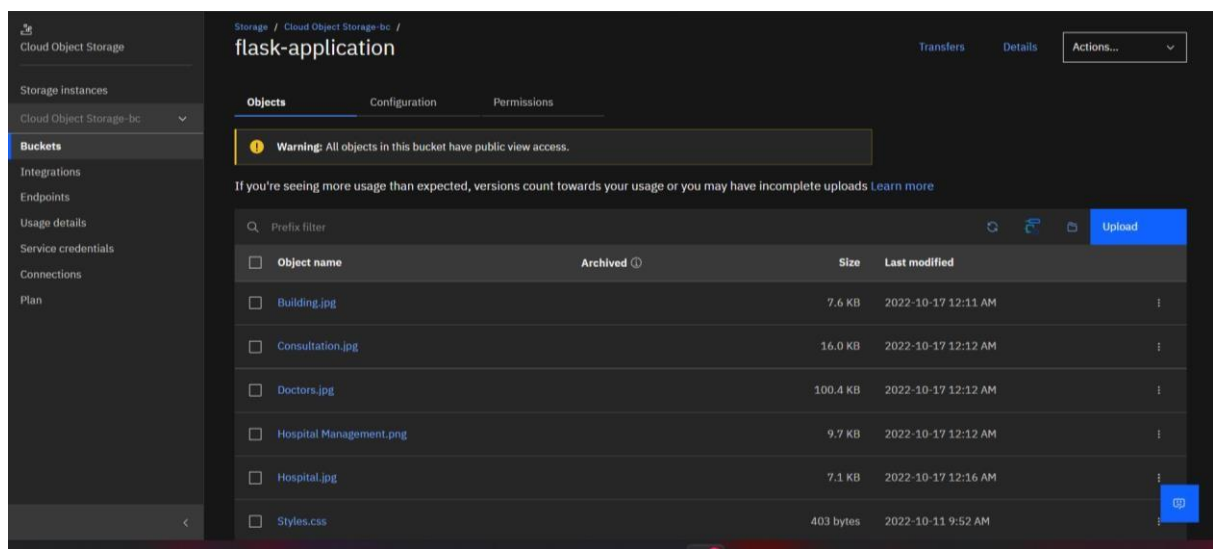 Cloud Object Storage
Storage instances
Cloud Object Storage-bc
Buckets
Integrations
Endpoints
Usage details
Service credentials
Connections
Plan
Storage / Cloud Object Storage-bc /
flask-application
Transfers Details Actions...
Objects Configuration Permissions
Warning: All objects in this bucket have public view access.
If you're seeing more usage than expected, versions count towards your usage or you may have incomplete uploads Learn more
Prefix filter Upload
Object name Archived Size Last modified
Building.jpg 7.6 KB 2022-10-17 12:11 AM
Consultation.jpg 16.0 KB 2022-10-17 12:12 AM
Doctors.jpg 100.4 KB 2022-10-17 12:12 AM
Hospital Management.png 9.7 KB 2022-10-17 12:12 AM
Hospital.jpg 7.1 KB 2022-10-17 12:16 AM
Styles.css 403 bytes 2022-10-11 9:52 AM